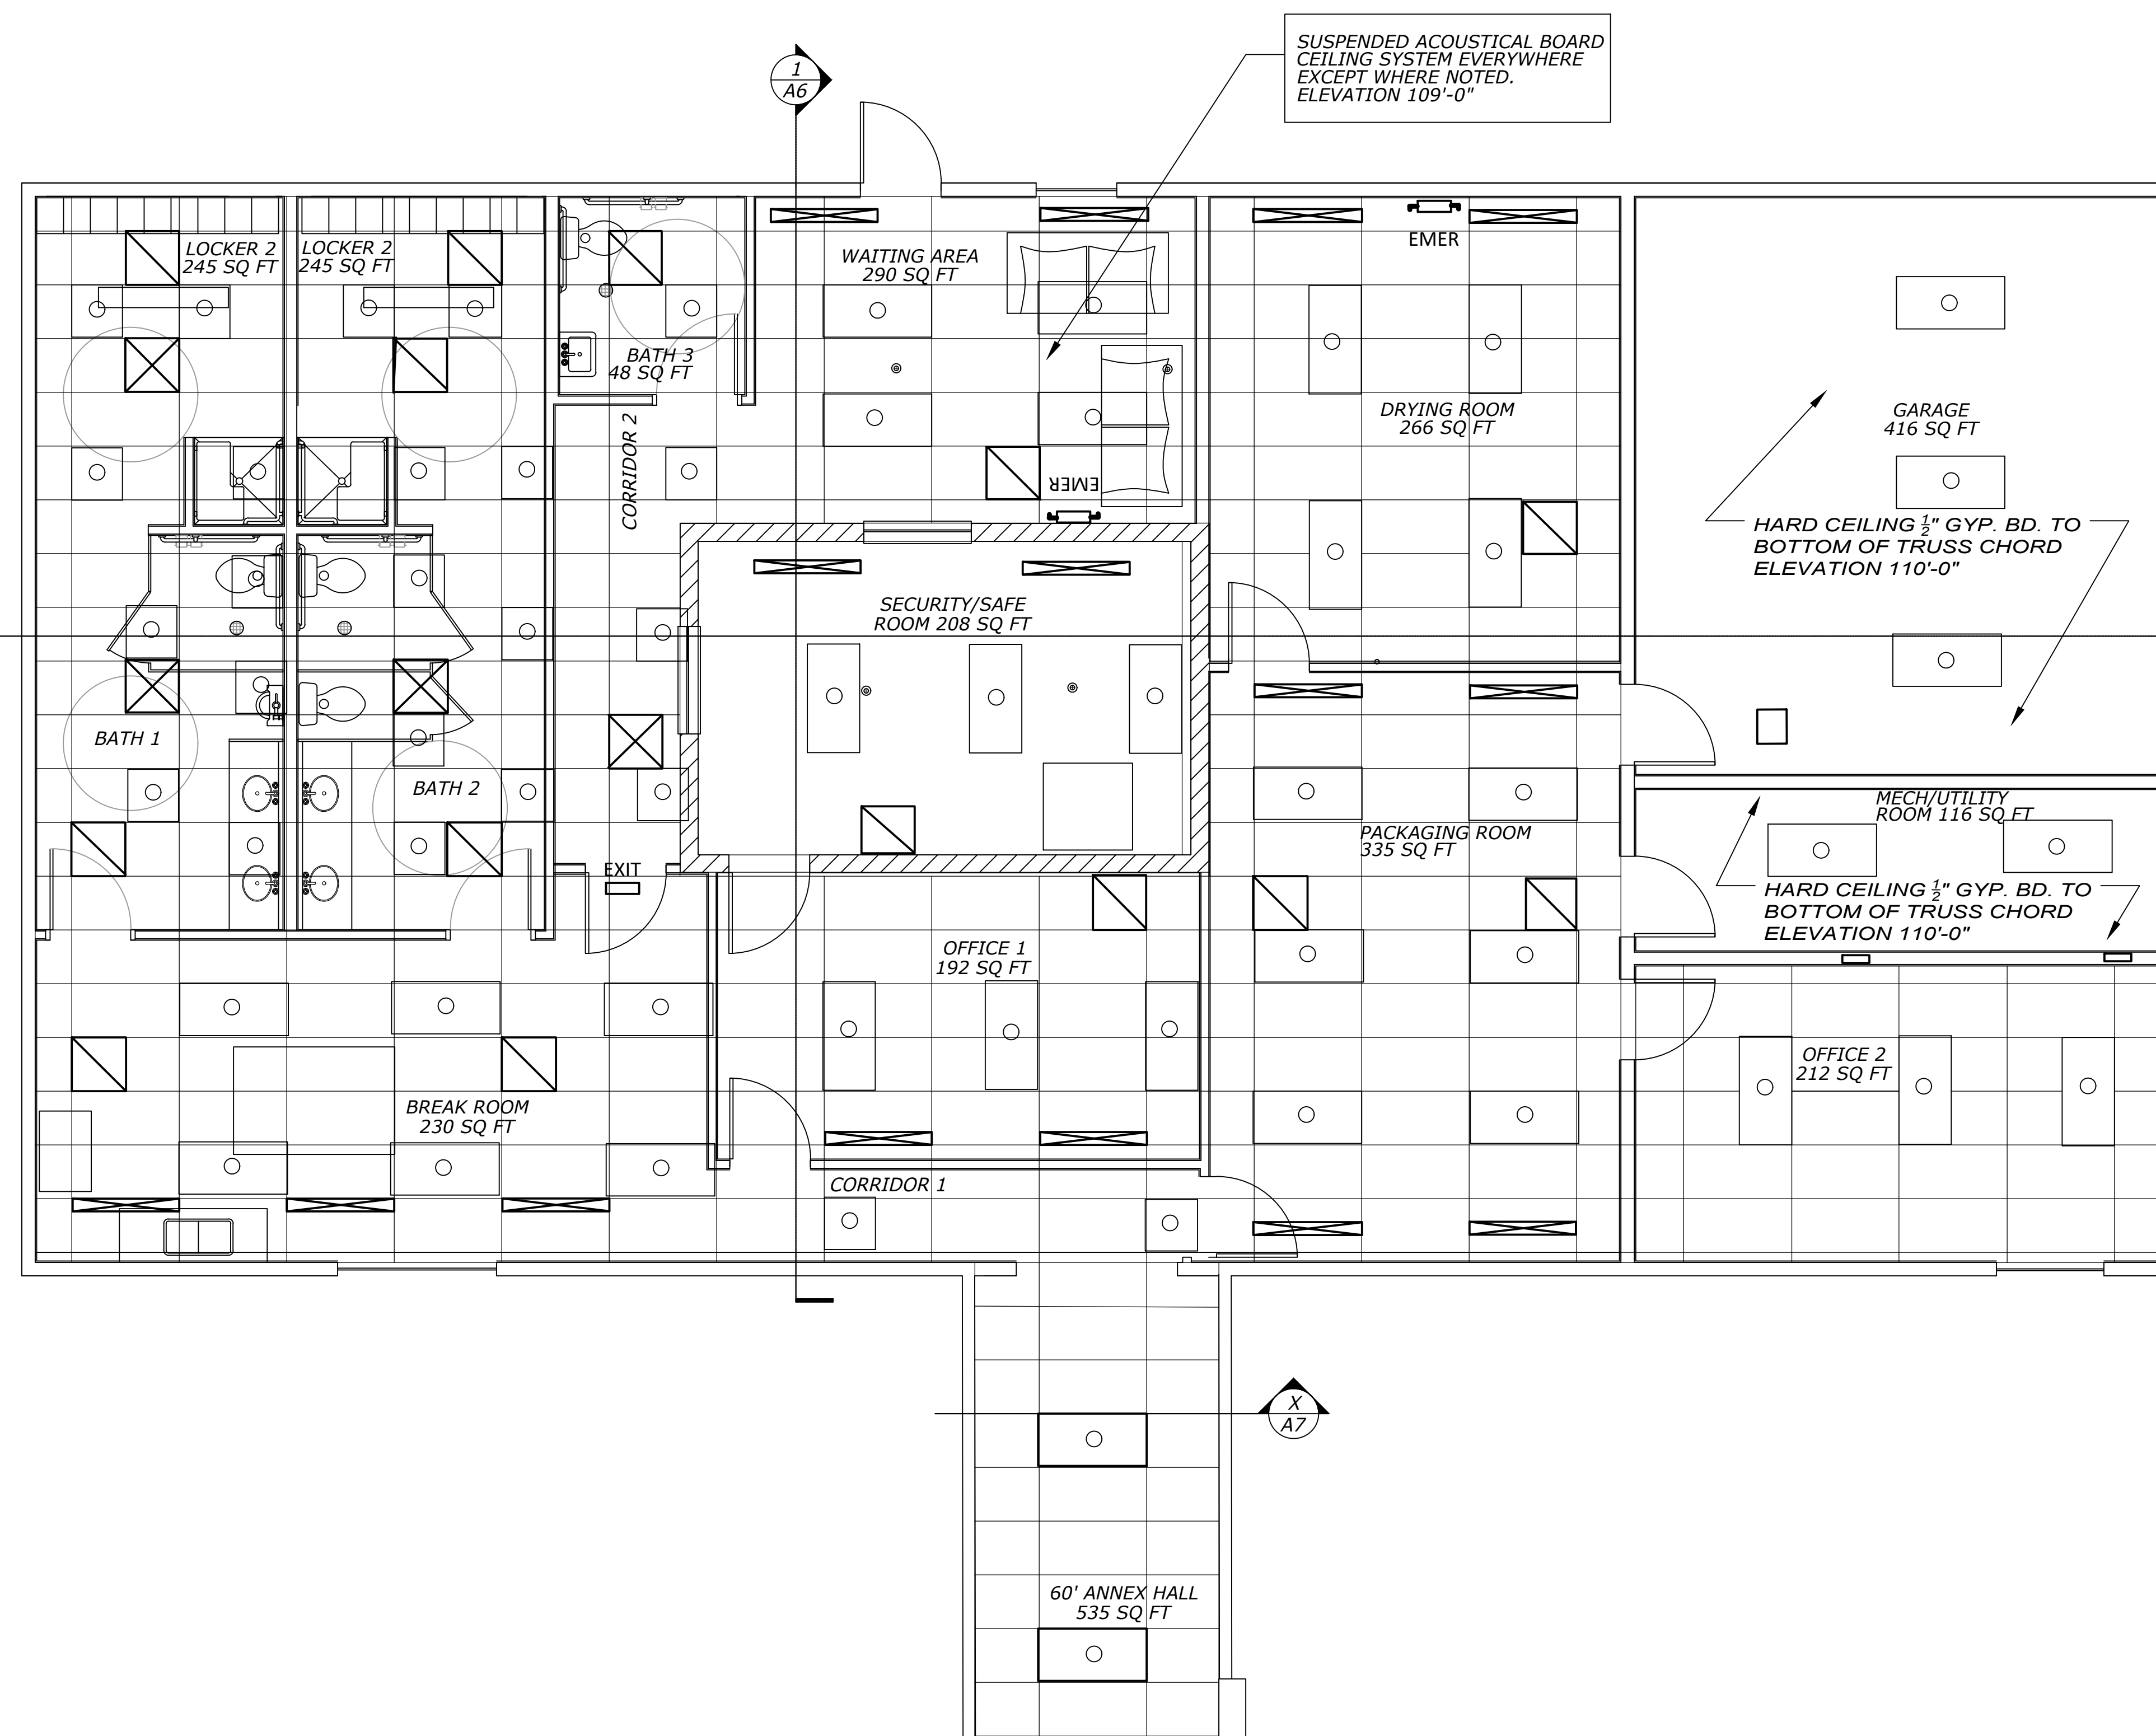 SUSPENDED ACOUSTICAL BOARD
CEILING SYSTEM EVERYWHERE
EXCEPT WHERE NOTED.
ELEVATION 109'-0"
1
A6
LOCKER 2
245 SQ FT
LOCKER 2
245 SQ FT
WAITING AREA
290 SQ FT
EMER
BATH 3
48 SQ FT
CORRIDOR 2
DRYING ROOM
266 SQ FT
GARAGE
416 SQ FT
EMER
HARD CEILING ½" GYP. BD. TO
BOTTOM OF TRUSS CHORD
ELEVATION 110'-0"
SECURITY/SAFE
ROOM 208 SQ FT
BATH 1
BATH 2
MECH/UTILITY
ROOM 116 SQ FT
PACKAGING ROOM
335 SQ FT
EXIT
HARD CEILING ½" GYP. BD. TO
BOTTOM OF TRUSS CHORD
ELEVATION 110'-0"
OFFICE 1
192 SQ FT
OFFICE 2
212 SQ FT
BREAK ROOM
230 SQ FT
CORRIDOR 1
X
A7
60' ANNEX HALL
535 SQ FT